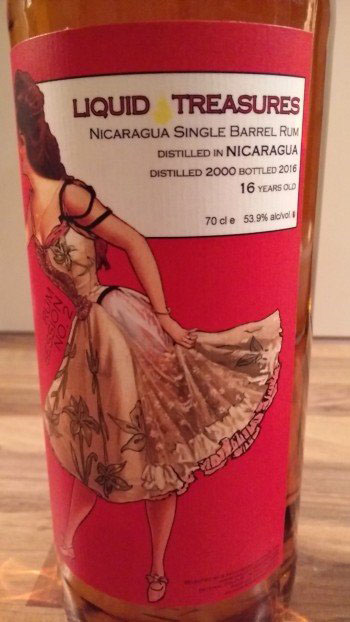 LIQUID TREASURES
NICARAGUA SINGLE BARREL RUM
DISTILLED IN NICARAGUA
DISTILLED 2000 BOTTLED 2016
16 YEARS OLD
70 cl e 53.9% alc/vol